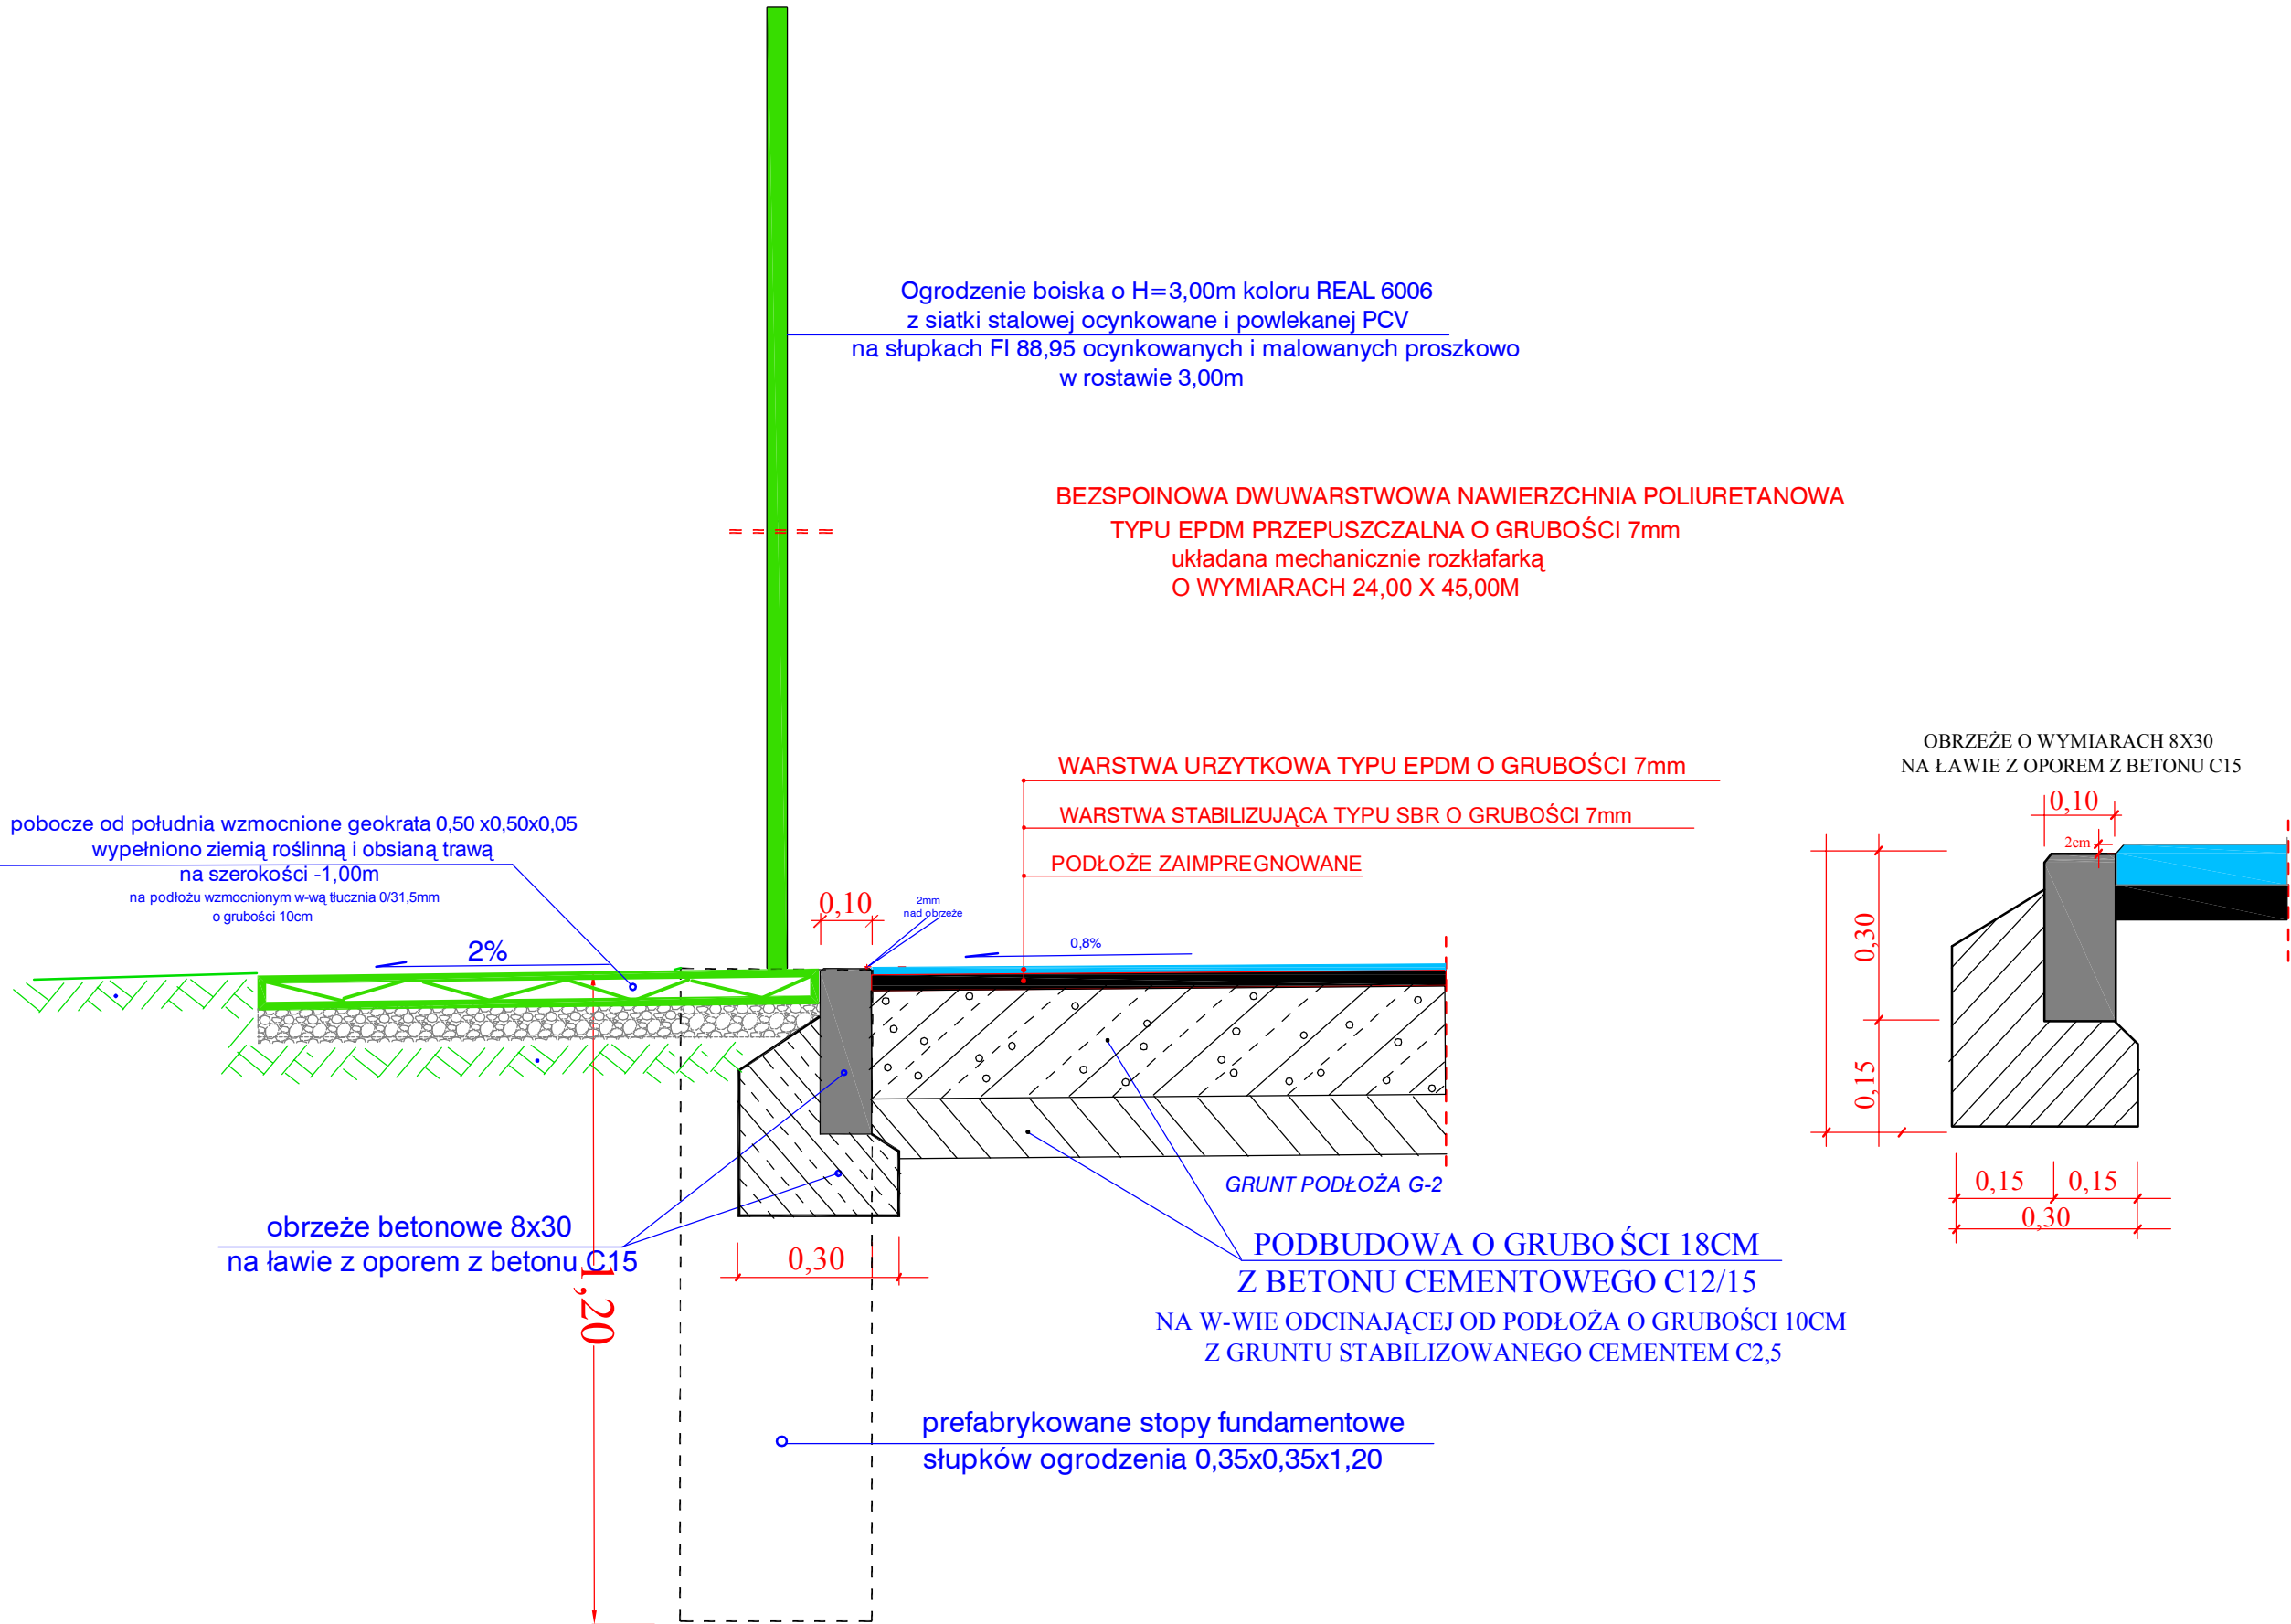 Ogrodzenie boiska o H=3,00m koloru REAL 6006
z siatki stalowej ocynkowane i powlekanej PCV
na słupkach FI 88,95 ocynkowanych i malowanych proszkowo
w rostawie 3,00m
BEZSPOINOWA DWUWARSTWOWA NAWIERZCHNIA POLIURETANOWA
TYPU EPDM PRZEPUSZCZALNA O GRUBOŚCI 7mm
układana mechanicznie rozkłafarką
O WYMIARACH 24,00 X 45,00M
WARSTWA URZYTKOWA TYPU EPDM O GRUBOŚCI 7mm
WARSTWA STABILIZUJĄCA TYPU SBR O GRUBOŚCI 7mm
PODŁOŻE ZAIMPREGNOWANE
pobocze od południa wzmocnione geokrata 0,50 x0,50x0,05
wypełniono ziemią roślinną i obsianą trawą
na szerokości -1,00m
na podłożu wzmocnionym w-wą tłucznia 0/31,5mm
o grubości 10cm
2%
0,10
2mm
nad obrzeże
0,8%
OBRZEŻE O WYMIARACH 8X30
NA ŁAWIE Z OPOREM Z BETONU C15
0,10
2cm
0,30
0,15
0,15
0,15
0,30
GRUNT PODŁOŻA G-2
obrzeże betonowe 8x30
na ławie z oporem z betonu C15
0,30
1,20
PODBUDOWA O GRUBO ŚCI 18CM
Z BETONU CEMENTOWEGO C12/15
NA W-WIE ODCINAJĄCEJ OD PODŁOŻA O GRUBOŚCI 10CM
Z GRUNTU STABILIZOWANEGO CEMENTEM C2,5
prefabrykowane stopy fundamentowe
słupków ogrodzenia 0,35x0,35x1,20